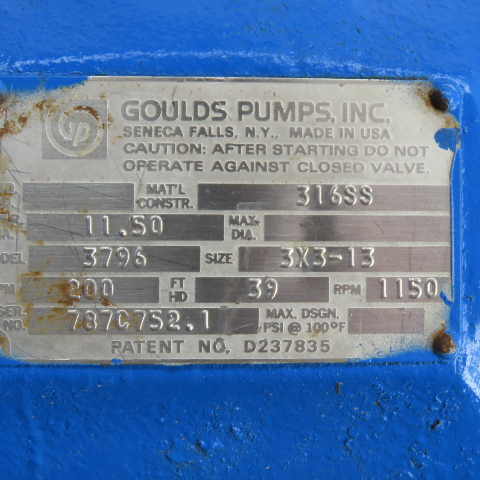 GP
GOULDS PUMPS, INC.
SENECA FALLS, N.Y., MADE IN USA
CAUTION: AFTER STARTING DO NOT
OPERATE AGAINST CLOSED VALVE.
MAT'L CONSTR. 316SS
11.50 MAX. DIA.
3796 SIZE 3X3-13
200 FT HD 39 RPM 1150
NO. 787C752.1 MAX. DSGN. PSI @ 100°F
PATENT NO, D237835